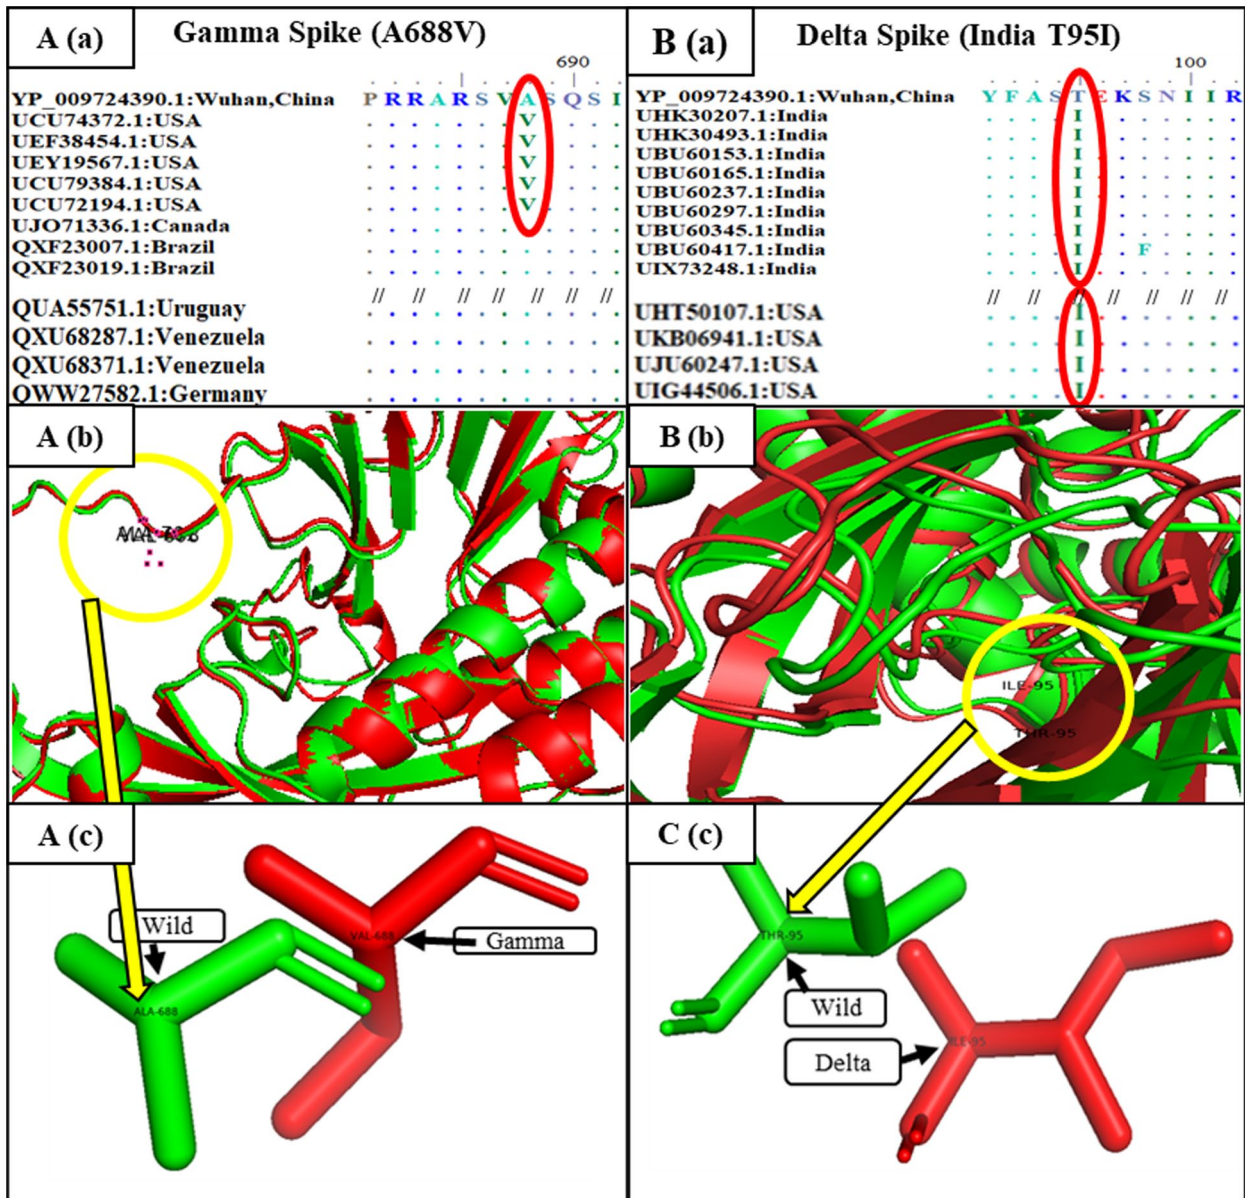 A (a)
Gamma Spike (A688V)
690
YP_009724390.1:Wuhan,China P R R A R S V A S Q S I
UCU74372.1:USA . . . . . . . V . . . .
UEF38454.1:USA . . . . . . . V . . . .
UEY19567.1:USA . . . . . . . V . . . .
UCU79384.1:USA . . . . . . . V . . . .
UCU72194.1:USA . . . . . . . V . . . .
UJO71336.1:Canada . . . . . . . . . . . .
QXF23007.1:Brazil . . . . . . . . . . . .
QXF23019.1:Brazil . . . . . . . . . . . .
// // // // // // //
QUA55751.1:Uruguay . . . . . . . . . . . .
QXU68287.1:Venezuela . . . . . . . . . . . .
QXU68371.1:Venezuela . . . . . . . . . . . .
QWW27582.1:Germany . . . . . . . . . . . .
B (a)
Delta Spike (India T95I)
100
YP_009724390.1:Wuhan,China Y F A S T E K S N I I R
UHK30207.1:India . . . . I . . . . . . .
UHK30493.1:India . . . . I . . . . . . .
UBU60153.1:India . . . . I . . . . . . .
UBU60165.1:India . . . . I . . . . . . .
UBU60237.1:India . . . . I . . . . . . .
UBU60297.1:India . . . . I . . . . . . .
UBU60345.1:India . . . . I . . . . . . .
UBU60417.1:India . . . . I . . F . . . .
UIX73248.1:India . . . . I . . . . . . .
// // // // // // //
UHT50107.1:USA . . . . I . . . . . . .
UKB06941.1:USA . . . . I . . . . . . .
UJU60247.1:USA . . . . I . . . . . . .
UIG44506.1:USA . . . . I . . . . . . .
A (b)
B (b)
ILE-95
THR-95
A (c)
Wild
ALA-688
VAL-688
Gamma
C (c)
THR-95
Wild
Delta
ILE-95